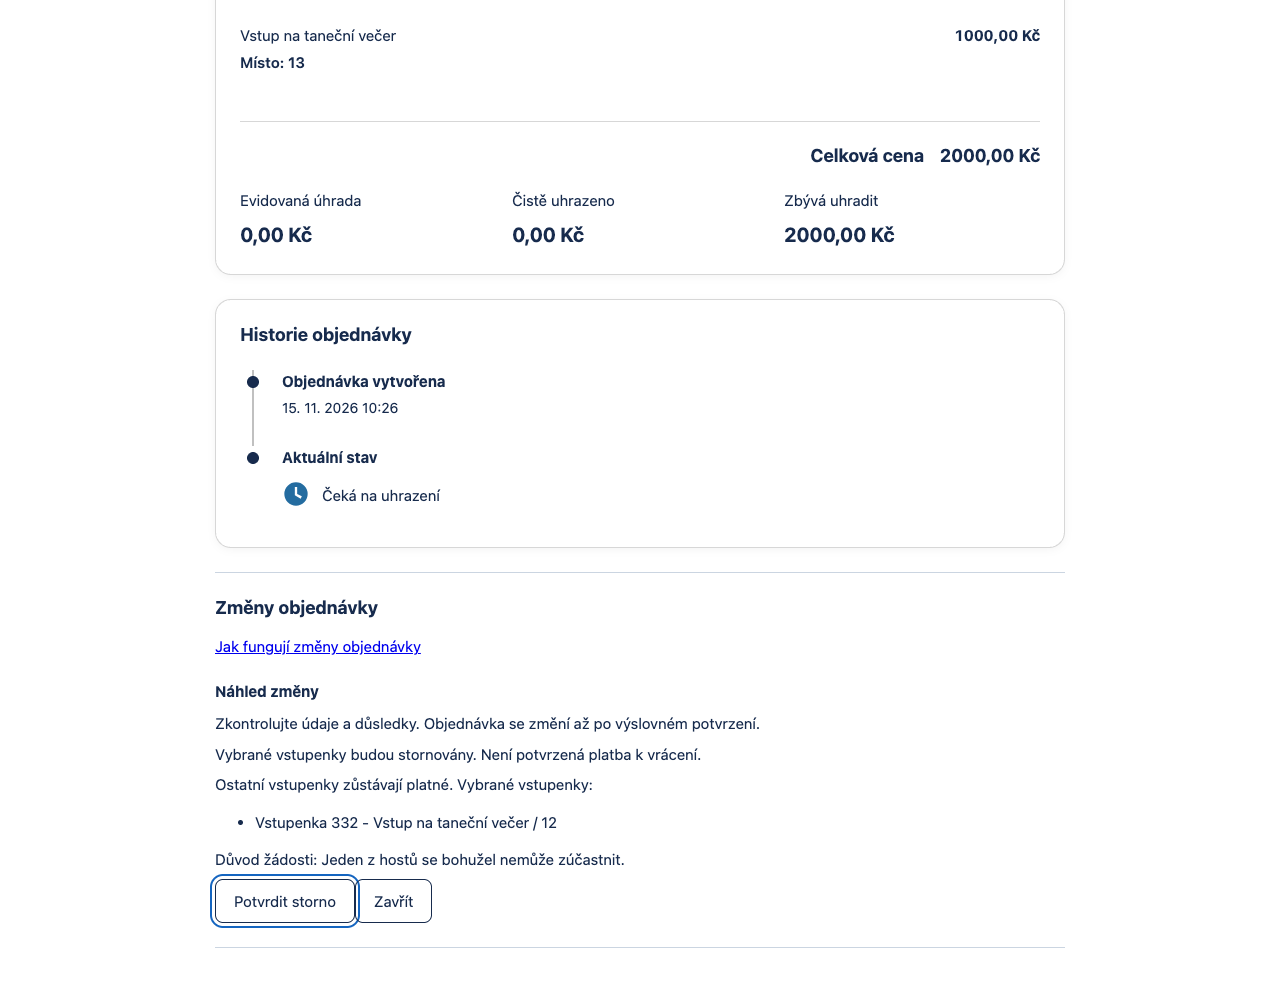 Vstup na taneční večer 1000,00 Kč
Místo: 13
Celková cena 2000,00 Kč
Evidovaná úhrada Čistě uhrazeno Zbývá uhradit
0,00 Kč 0,00 Kč 2000,00 Kč
Historie objednávky
Objednávka vytvořena
15. 11. 2026 10:26
Aktuální stav
Čeká na uhrazení
Změny objednávky
Jak fungují změny objednávky
Náhled změny
Zkontrolujte údaje a důsledky. Objednávka se změní až po výslovném potvrzení.
Vybrané vstupenky budou stornovány. Není potvrzená platba k vrácení.
Ostatní vstupenky zůstávají platné. Vybrané vstupenky:
• Vstupenka 332 - Vstup na taneční večer / 12
Důvod žádosti: Jeden z hostů se bohužel nemůže zúčastnit.
Potvrdit storno Zavřít